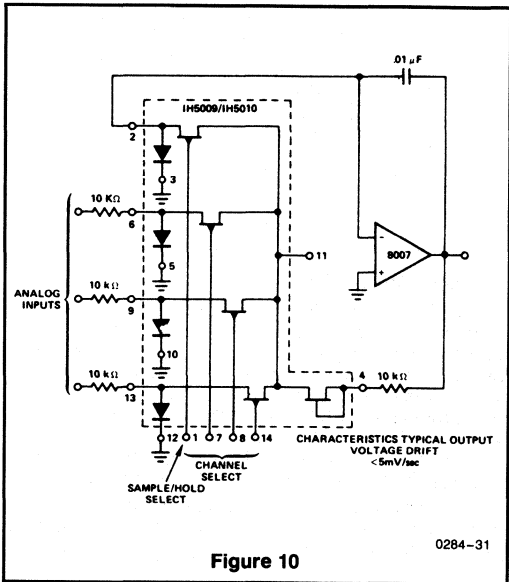 .01 µF
IH5009/IH5010
2
3
10 KΩ
6
5
8007
-
+
11
ANALOG
INPUTS
10 kΩ
9
10
10 kΩ
13
4
10 kΩ
12
1
7
8
14
CHANNEL
SELECT
SAMPLE/HOLD
SELECT
CHARACTERISTICS TYPICAL OUTPUT
VOLTAGE DRIFT
<5mV/sec
0284–31
Figure 10